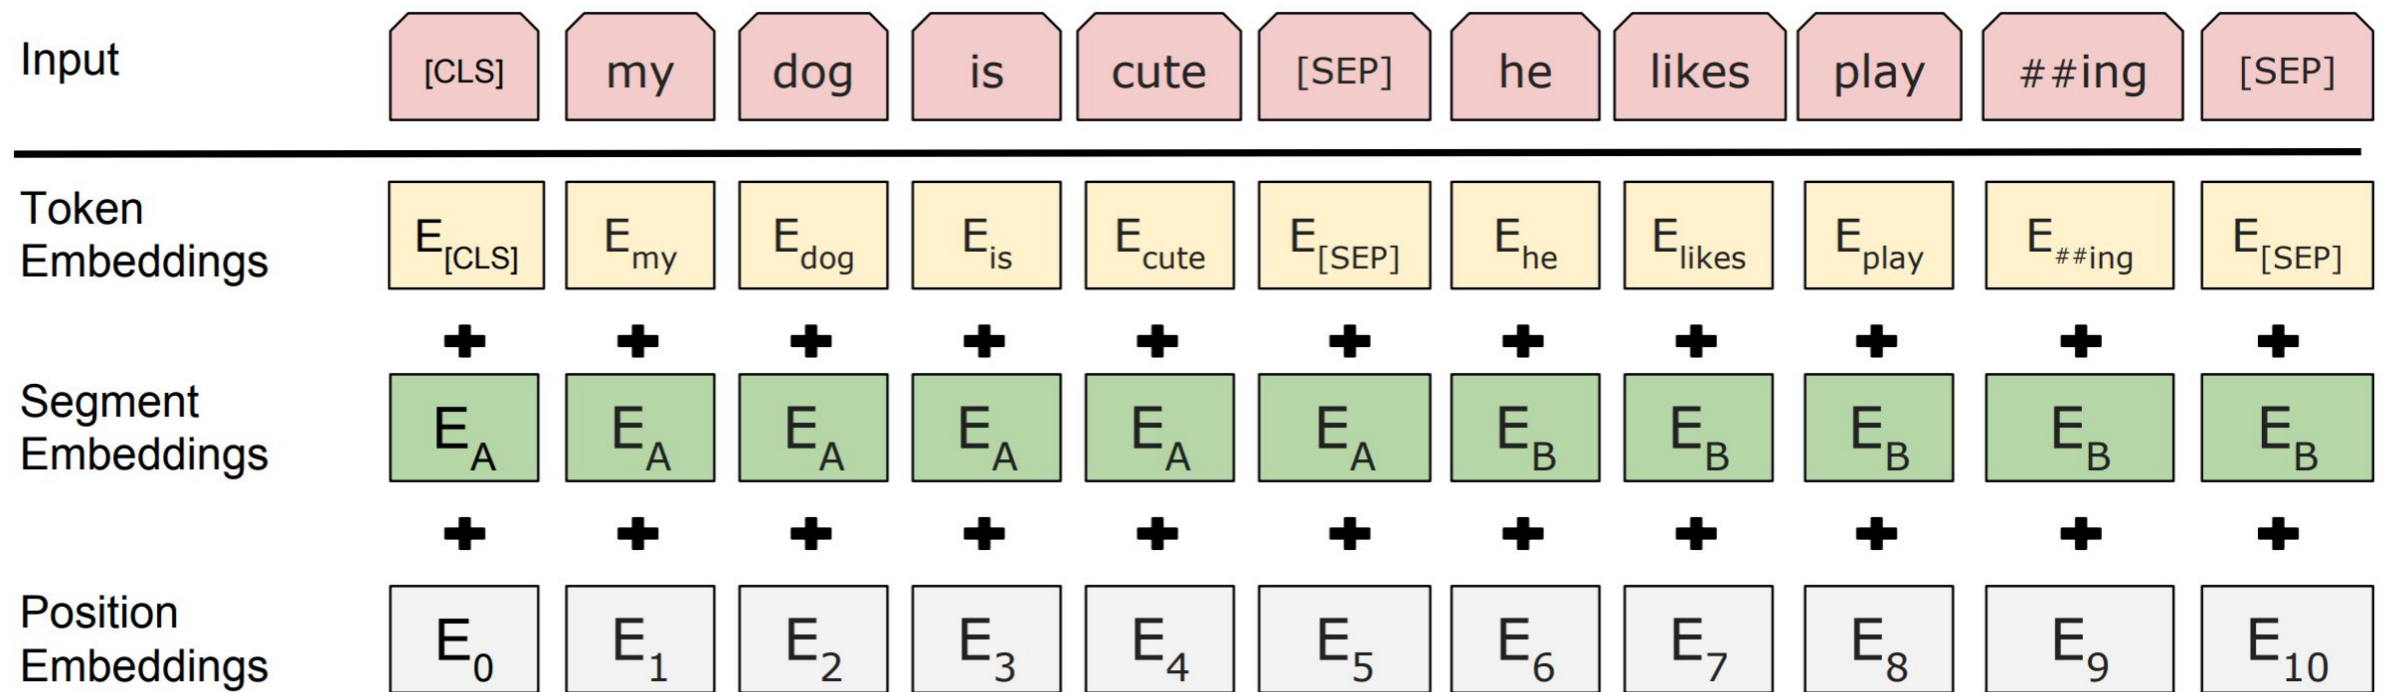 Input [CLS] my dog is cute [SEP] he likes play ##ing [SEP]
Token
Embeddings
E[CLS] Emy Edog Eis Ecute E[SEP] Ehe Elikes Eplay E##ing E[SEP]
+ + + + + + + + + + +
Segment
Embeddings
EA EA EA EA EA EA EB EB EB EB EB
+ + + + + + + + + + +
Position
Embeddings
E0 E1 E2 E3 E4 E5 E6 E7 E8 E9 E10